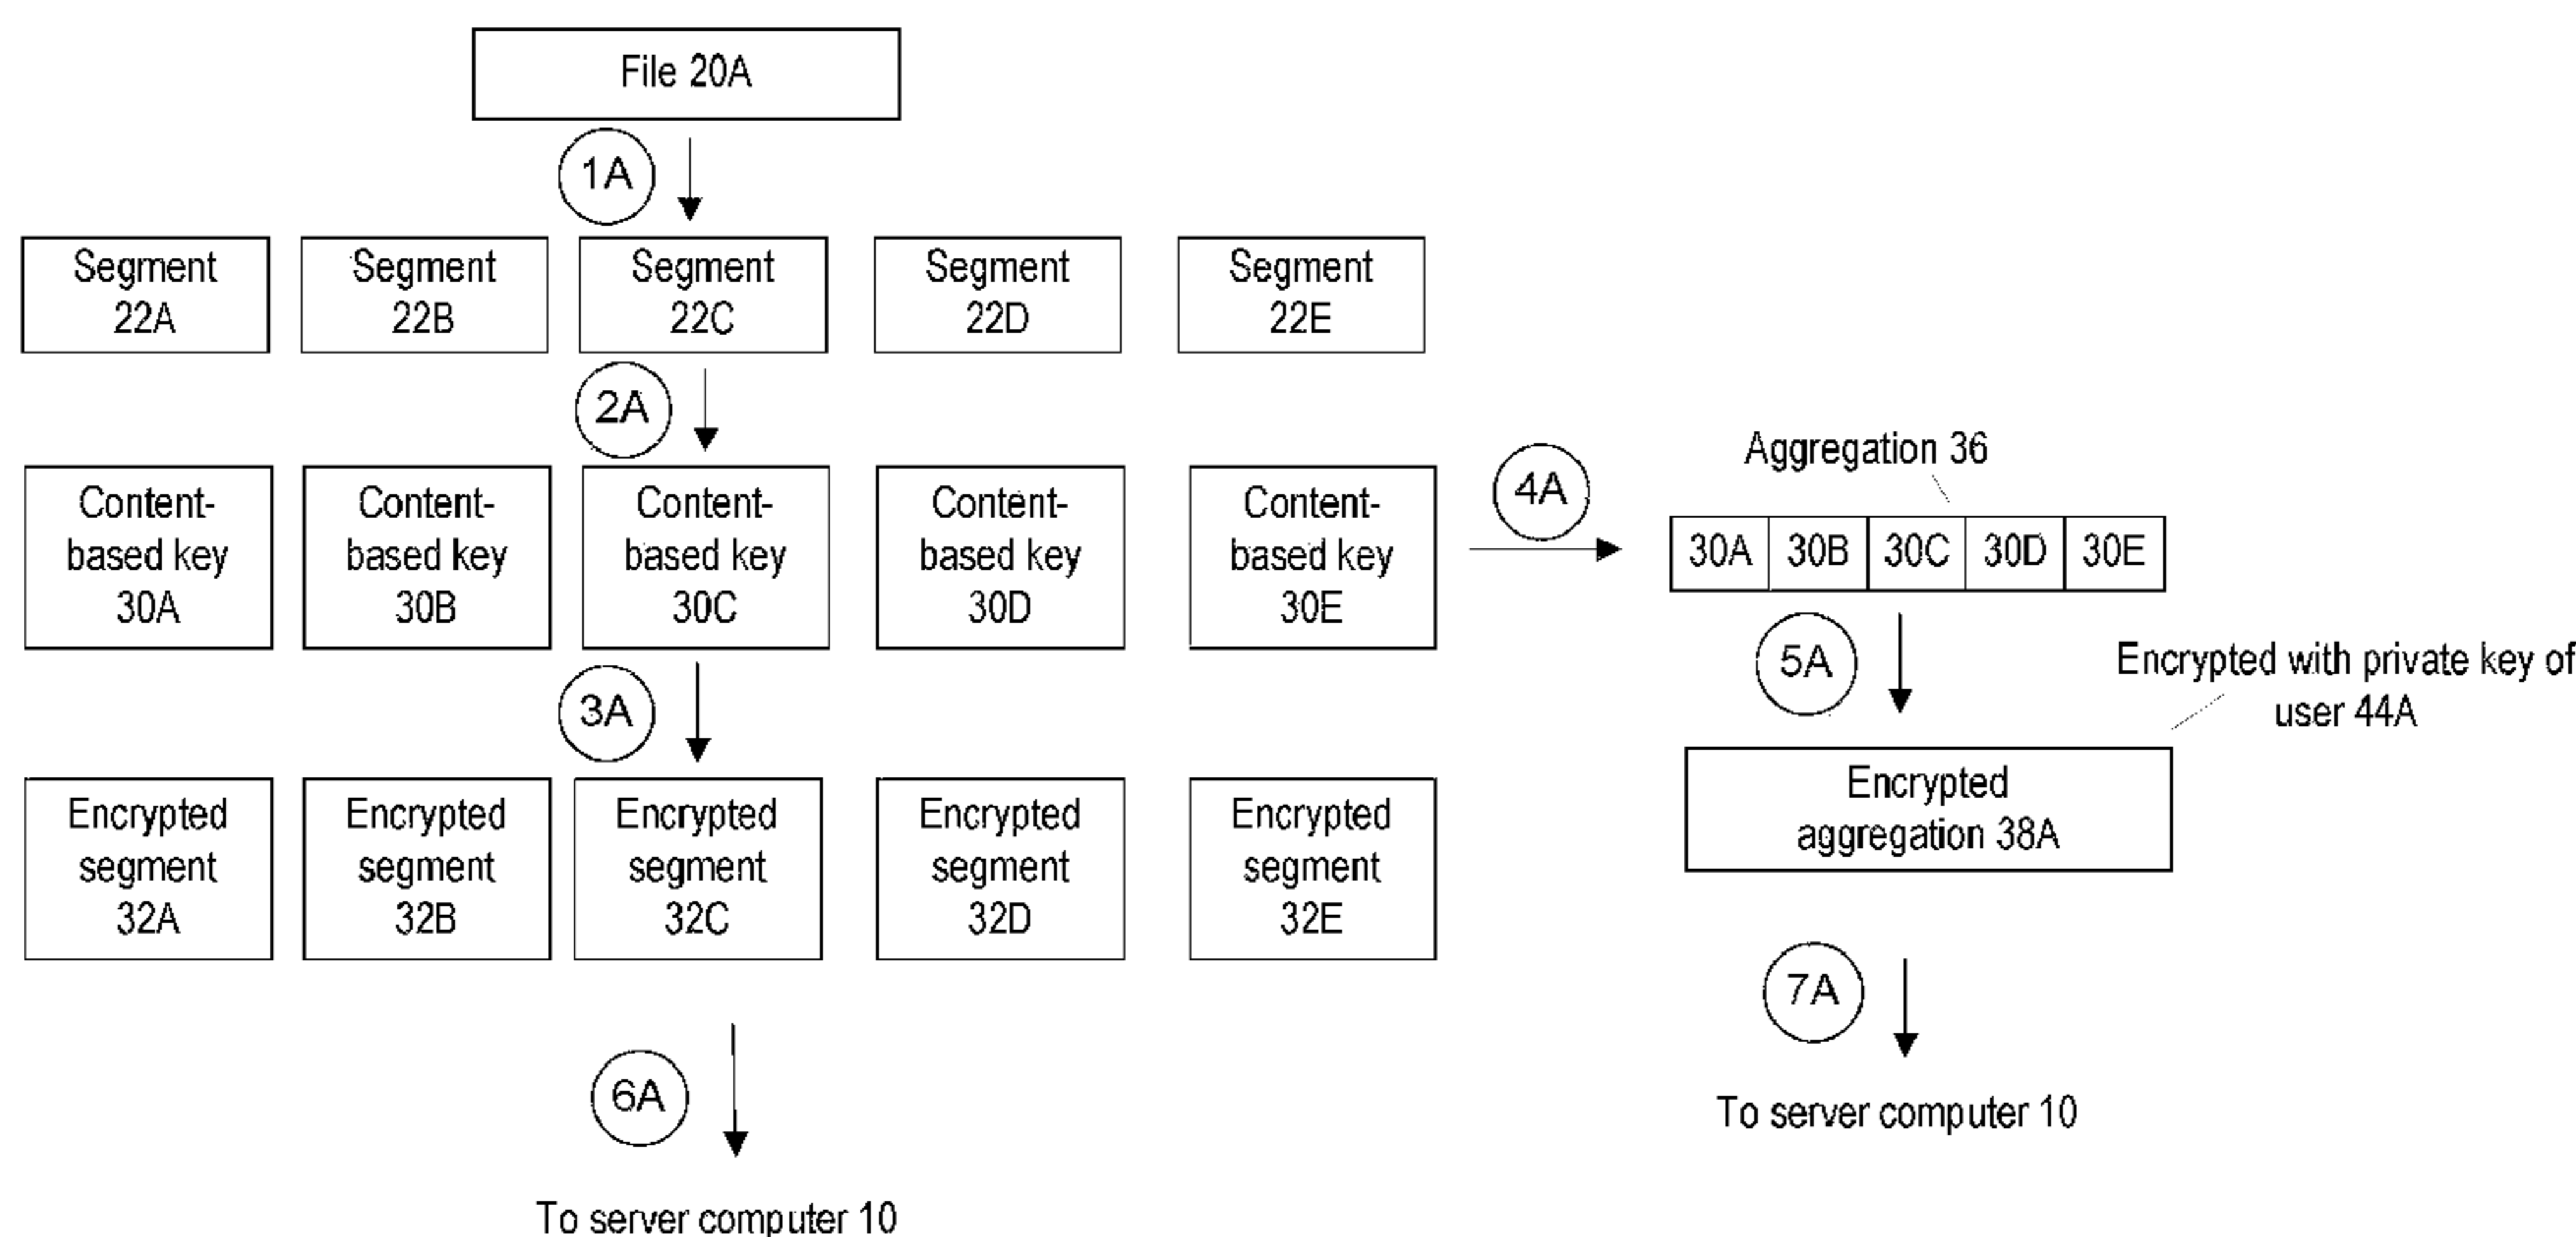 File 20A
1A
Segment
22A
Segment
22B
Segment
22C
Segment
22D
Segment
22E
2A
Content-
based key
30A
Content-
based key
30B
Content-
based key
30C
Content-
based key
30D
Content-
based key
30E
4A
Aggregation 36
30A 30B 30C 30D 30E
3A
5A
Encrypted with private key of
user 44A
Encrypted
segment
32A
Encrypted
segment
32B
Encrypted
segment
32C
Encrypted
segment
32D
Encrypted
segment
32E
Encrypted
aggregation 38A
6A
To server computer 10
7A
To server computer 10